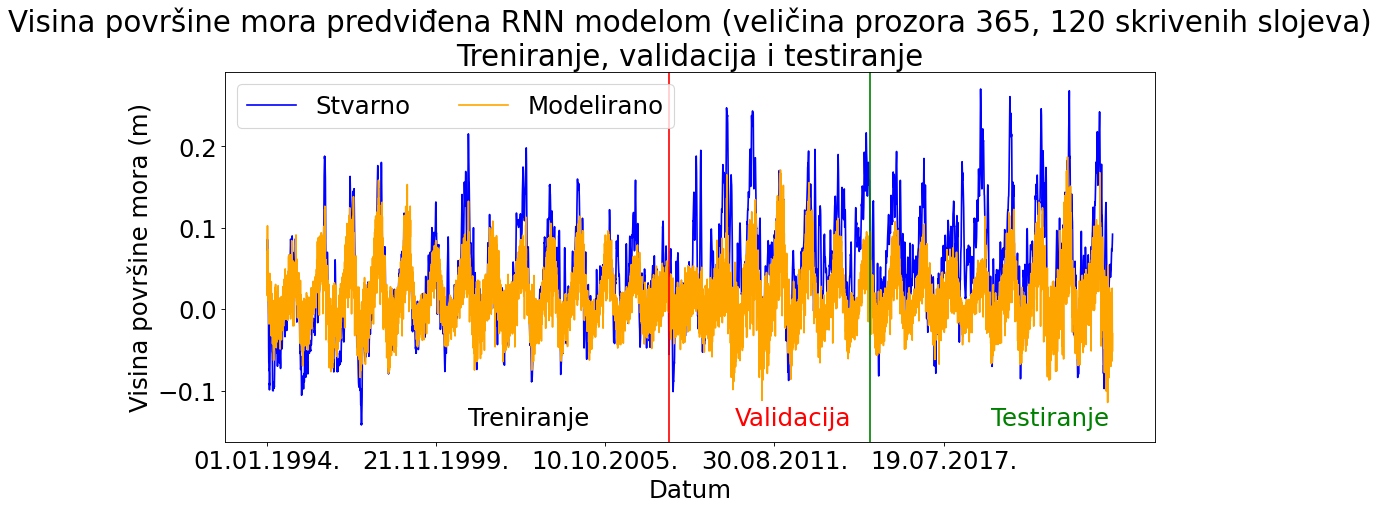 Visina površine mora predviđena RNN modelom (veličina prozora 365, 120 skrivenih slojeva)
Treniranje, validacija i testiranje
Stvarno
Modelirano
Visina površine mora (m)
0.2
0.1
0.0
−0.1
Treniranje
Validacija
Testiranje
01.01.1994.
21.11.1999.
10.10.2005.
30.08.2011.
19.07.2017.
Datum